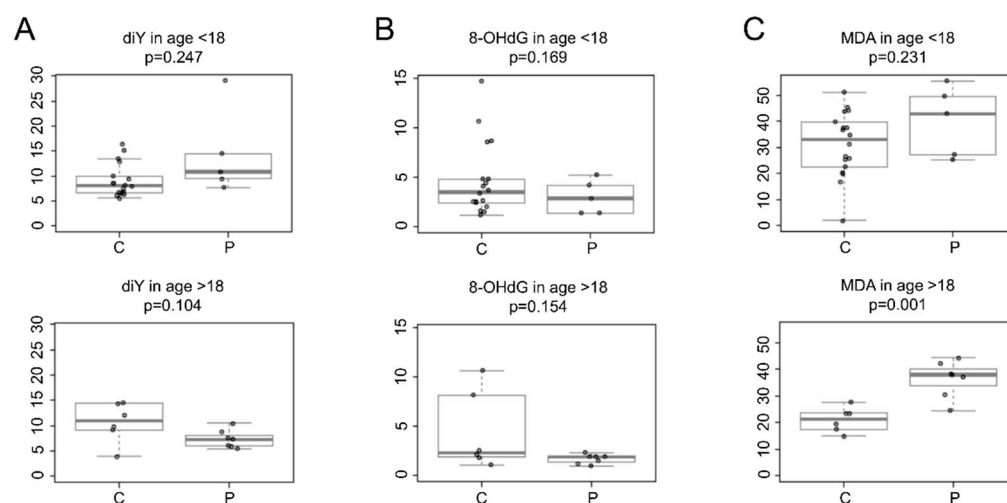 A
diY in age <18
p=0.247
30
25
20
15
10
5
0
C
P
B
8-OHdG in age <18
p=0.169
15
10
5
0
C
P
C
MDA in age <18
p=0.231
50
40
30
20
10
0
C
P
diY in age >18
p=0.104
30
25
20
15
10
5
0
C
P
8-OHdG in age >18
p=0.154
15
10
5
0
C
P
MDA in age >18
p=0.001
50
40
30
20
10
0
C
P